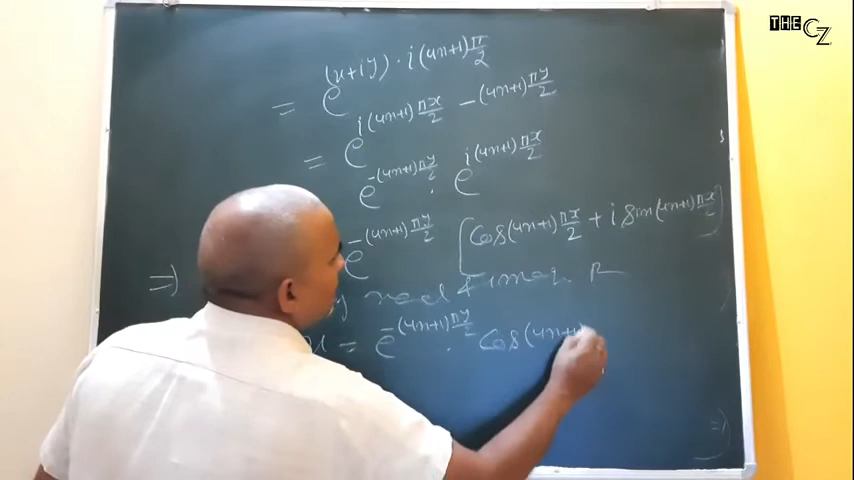 THE CZ
= e^{(x+iy)·i(4n+1)π/2}
= e^{i(4n+1)πx/2 - (4n+1)πy/2}
e^{-(4n+1)πy/2} · e^{i(4n+1)πx/2}
e^{-(4n+1)πy/2} [Cos(4n+1)πx/2 + i Sin(4n+1)πx/2]
⇒ real & imag. P
x = e^{-(4n+1)πy/2} · Cos(4n+1)